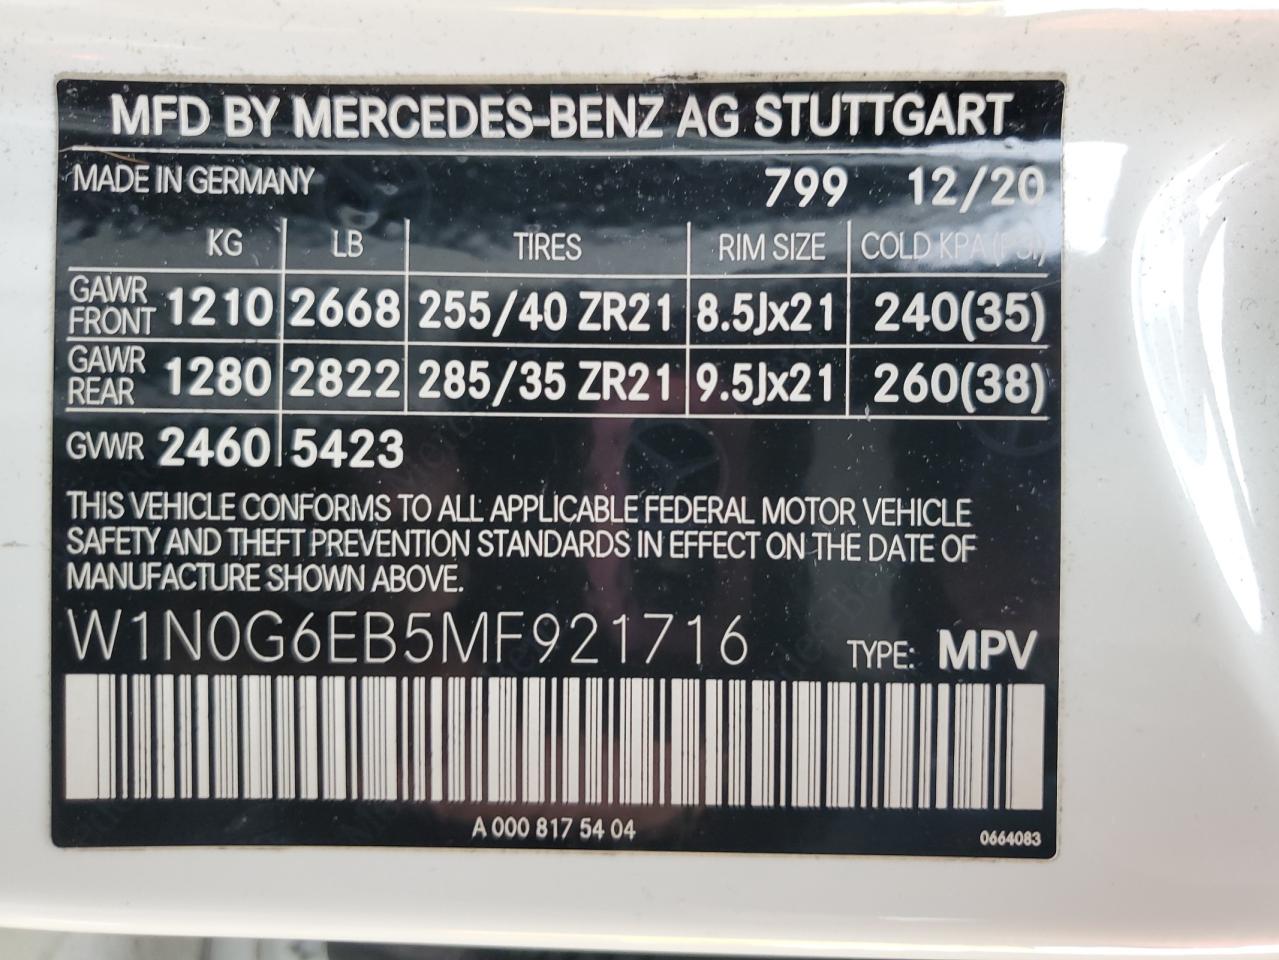 MFD BY MERCEDES-BENZ AG STUTTGART
MADE IN GERMANY 799 12/20
KG LB TIRES RIM SIZE COLD KPA (PSI)
GAWR FRONT 1210 2668 255/40 ZR21 8.5Jx21 240(35)
GAWR REAR 1280 2822 285/35 ZR21 9.5Jx21 260(38)
GVWR 2460 5423
THIS VEHICLE CONFORMS TO ALL APPLICABLE FEDERAL MOTOR VEHICLE
SAFETY AND THEFT PREVENTION STANDARDS IN EFFECT ON THE DATE OF
MANUFACTURE SHOWN ABOVE.
W1N0G6EB5MF921716 TYPE: MPV
A 000 817 54 04 0664083